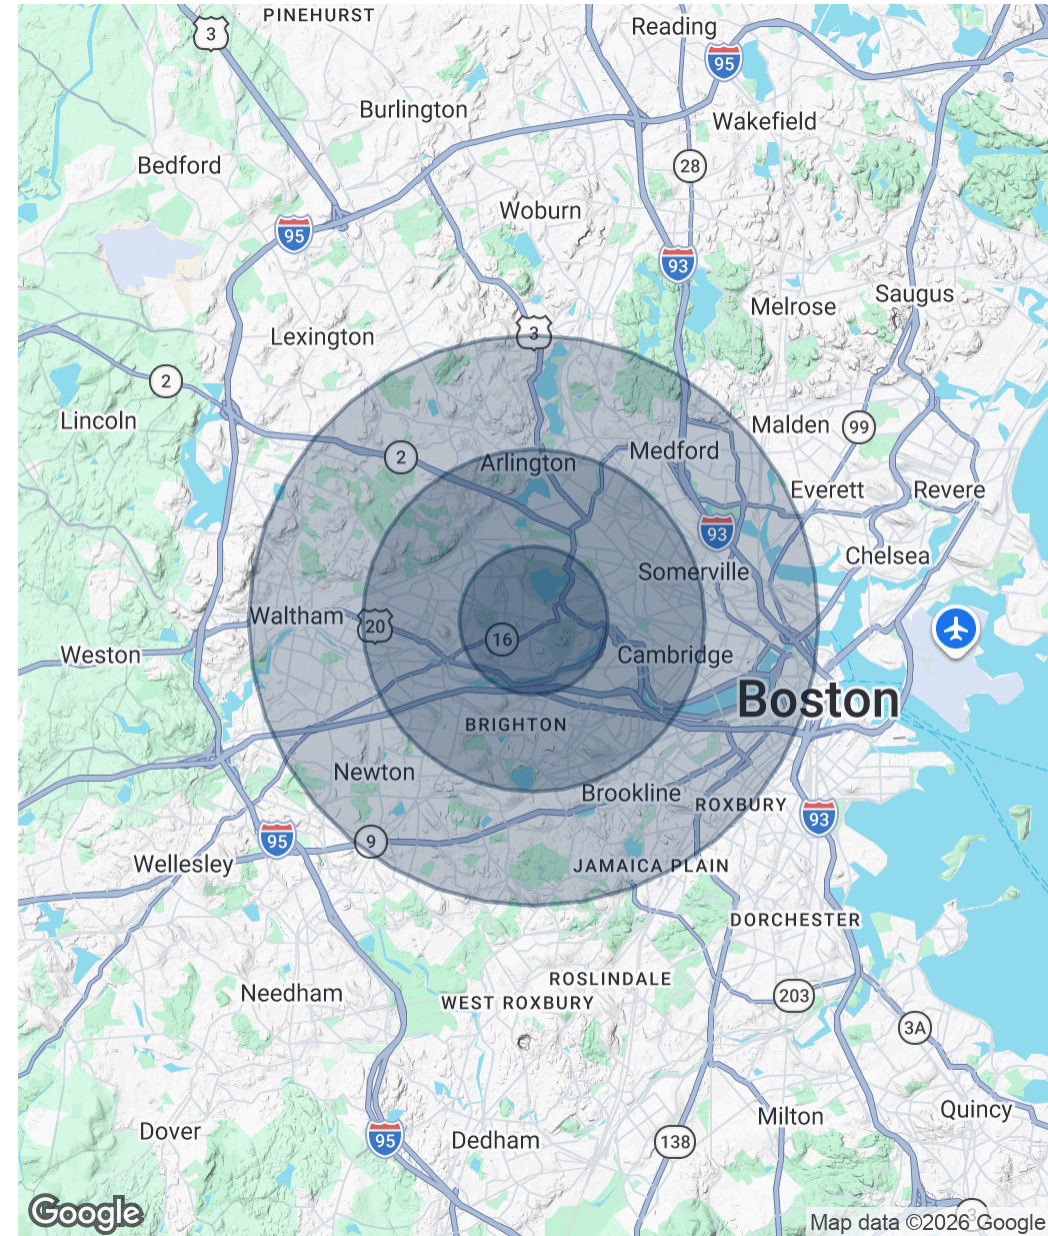 PINEHURST
3
Reading
95
Burlington
Wakefield
Bedford
28
Woburn
95
93
Saugus
Melrose
Lexington
3
2
Lincoln
Malden
99
2
Arlington
Medford
Everett
Revere
93
Chelsea
Somerville
Waltham
20
16
Weston
Cambridge
Boston
BRIGHTON
Newton
Brookline
ROXBURY
93
95
9
Wellesley
JAMAICA PLAIN
DORCHESTER
ROSLINDALE
Needham
WEST ROXBURY
203
3A
Quincy
Milton
Dover
95
Dedham
138
3
Google
Map data ©2026 Google